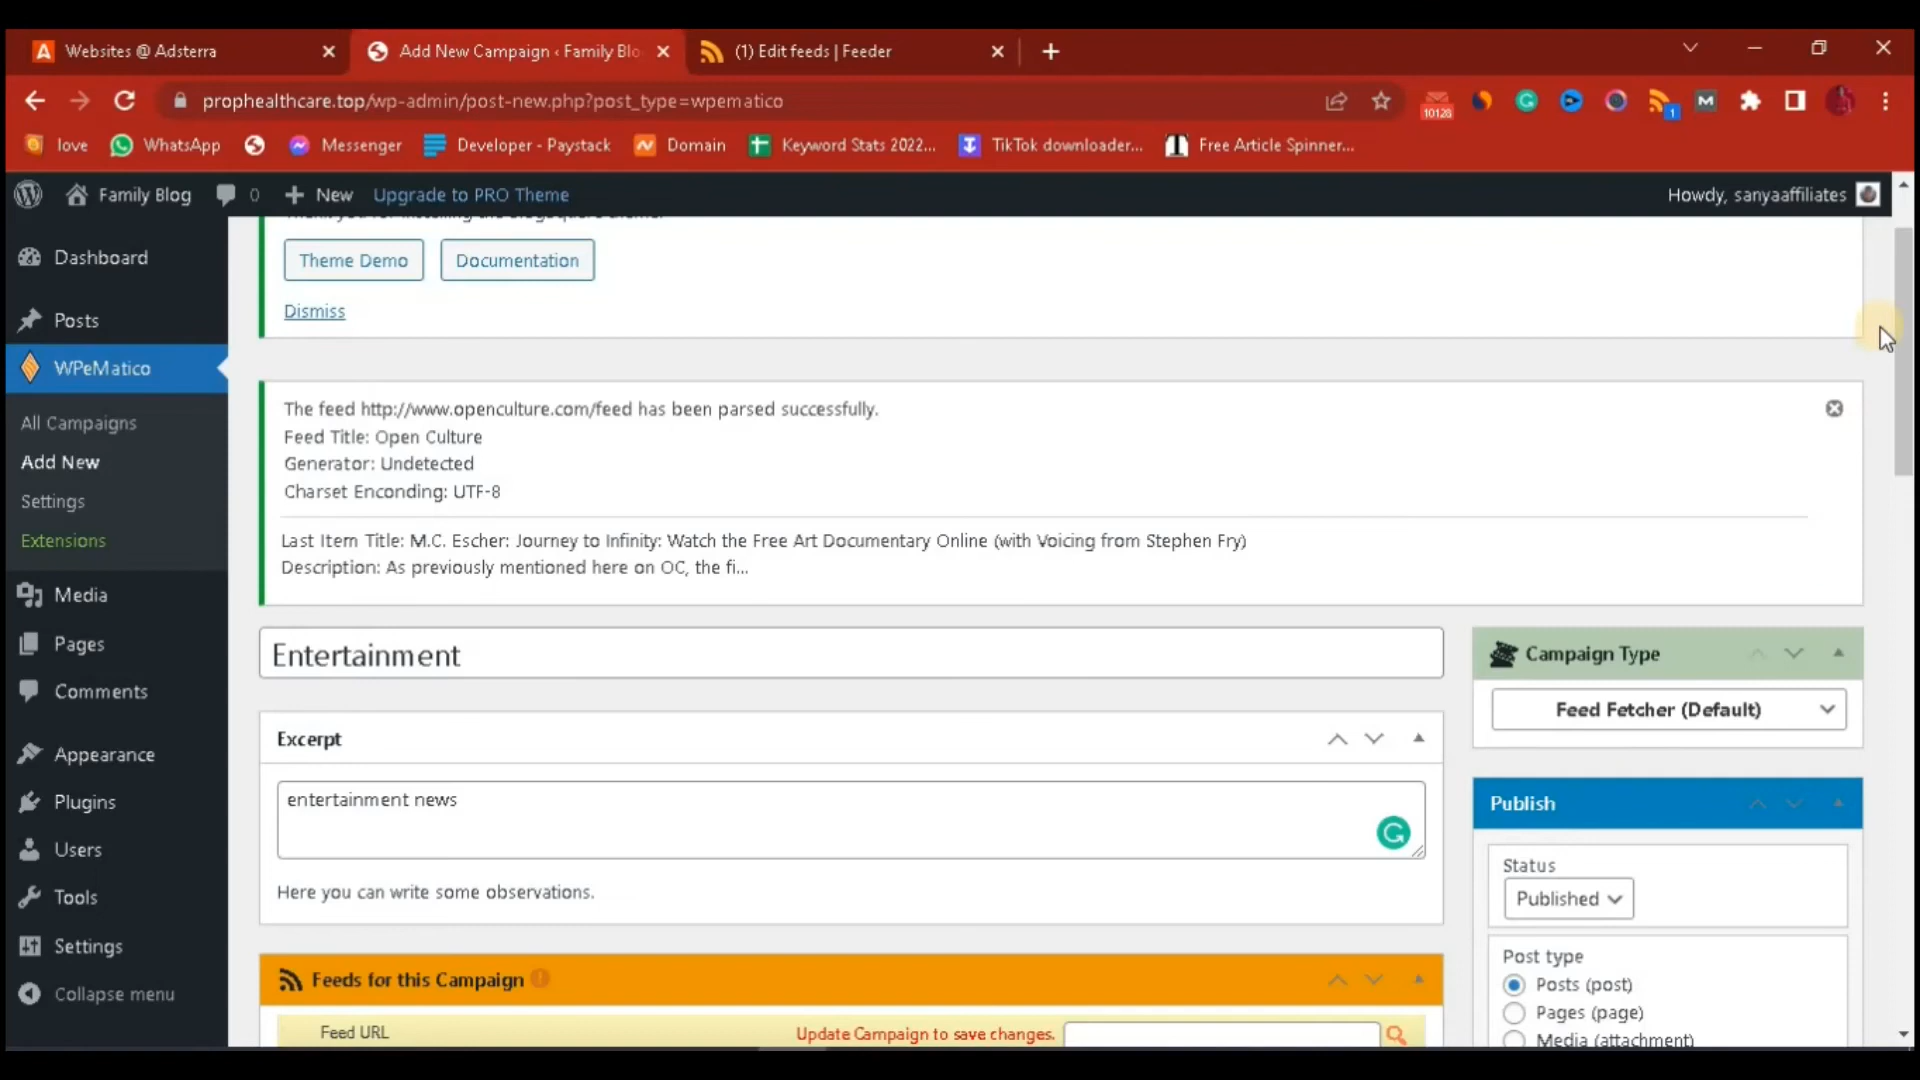 Websites @ Adsterra
Add New Campaign ‹ Family Blo
(1) Edit feeds | Feeder
prophealthcare.top/wp-admin/post-new.php?post_type=wpematico
10128
1
love
WhatsApp
Messenger
Developer - Paystack
Domain
Keyword Stats 2022...
TikTok downloader...
Free Article Spinner...
Family Blog
0
New
Upgrade to PRO Theme
Howdy, sanyaaffiliates
Dashboard
Posts
WPeMatico
All Campaigns
Add New
Settings
Extensions
Media
Pages
Comments
Appearance
Plugins
Users
Tools
Settings
Collapse menu
Theme Demo
Documentation
Dismiss
The feed http://www.openculture.com/feed has been parsed successfully.
Feed Title: Open Culture
Generator: Undetected
Charset Enconding: UTF-8
Last Item Title: M.C. Escher: Journey to Infinity: Watch the Free Art Documentary Online (with Voicing from Stephen Fry)
Description: As previously mentioned here on OC, the fi...
Entertainment
Excerpt
entertainment news
Here you can write some observations.
Feeds for this Campaign
Feed URL
Update Campaign to save changes.
Campaign Type
Feed Fetcher (Default)
Publish
Status
Published
Post type
Posts (post)
Pages (page)
Media (attachment)